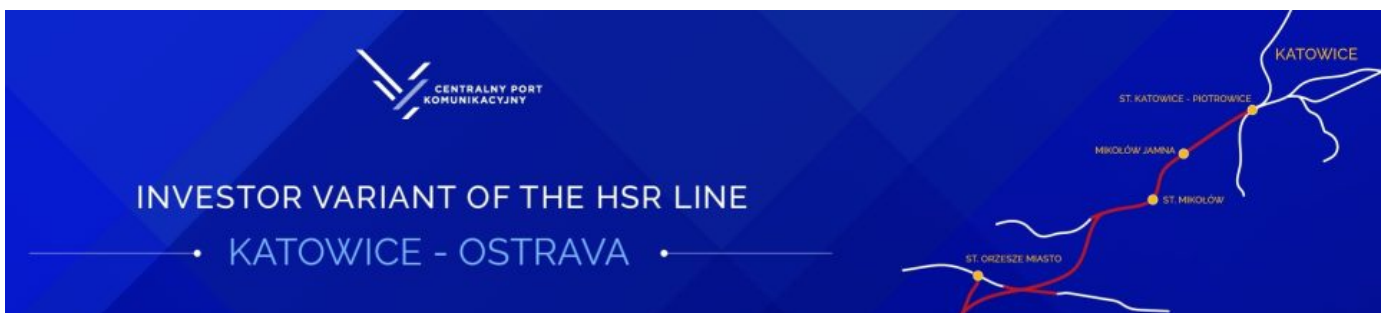 CENTRALNY PORT
KOMUNIKACYJNY
INVESTOR VARIANT OF THE HSR LINE
KATOWICE - OSTRAVA
KATOWICE
ST. KATOWICE - PIOTROWICE
MIKOŁÓW JAMNA
ST. MIKOŁÓW
ST. ORZESZE MIASTO